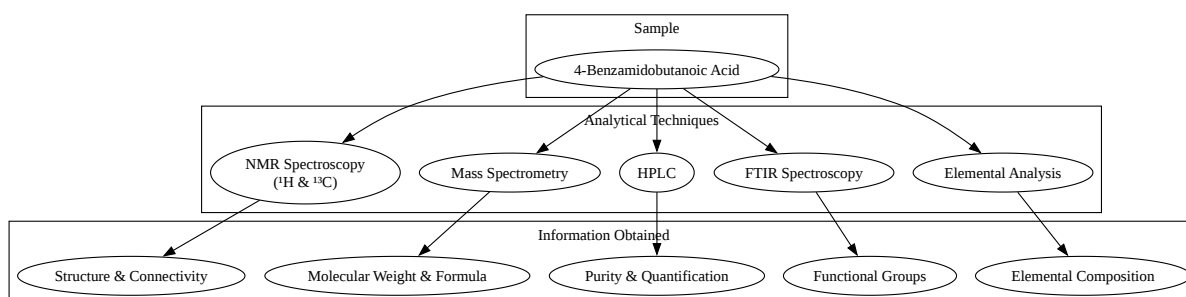 Sample
4-Benzamidobutanoic Acid
Analytical Techniques
NMR Spectroscopy
(¹H & ¹³C)
Mass Spectrometry
HPLC
FTIR Spectroscopy
Elemental Analysis
Information Obtained
Structure & Connectivity
Molecular Weight & Formula
Purity & Quantification
Functional Groups
Elemental Composition